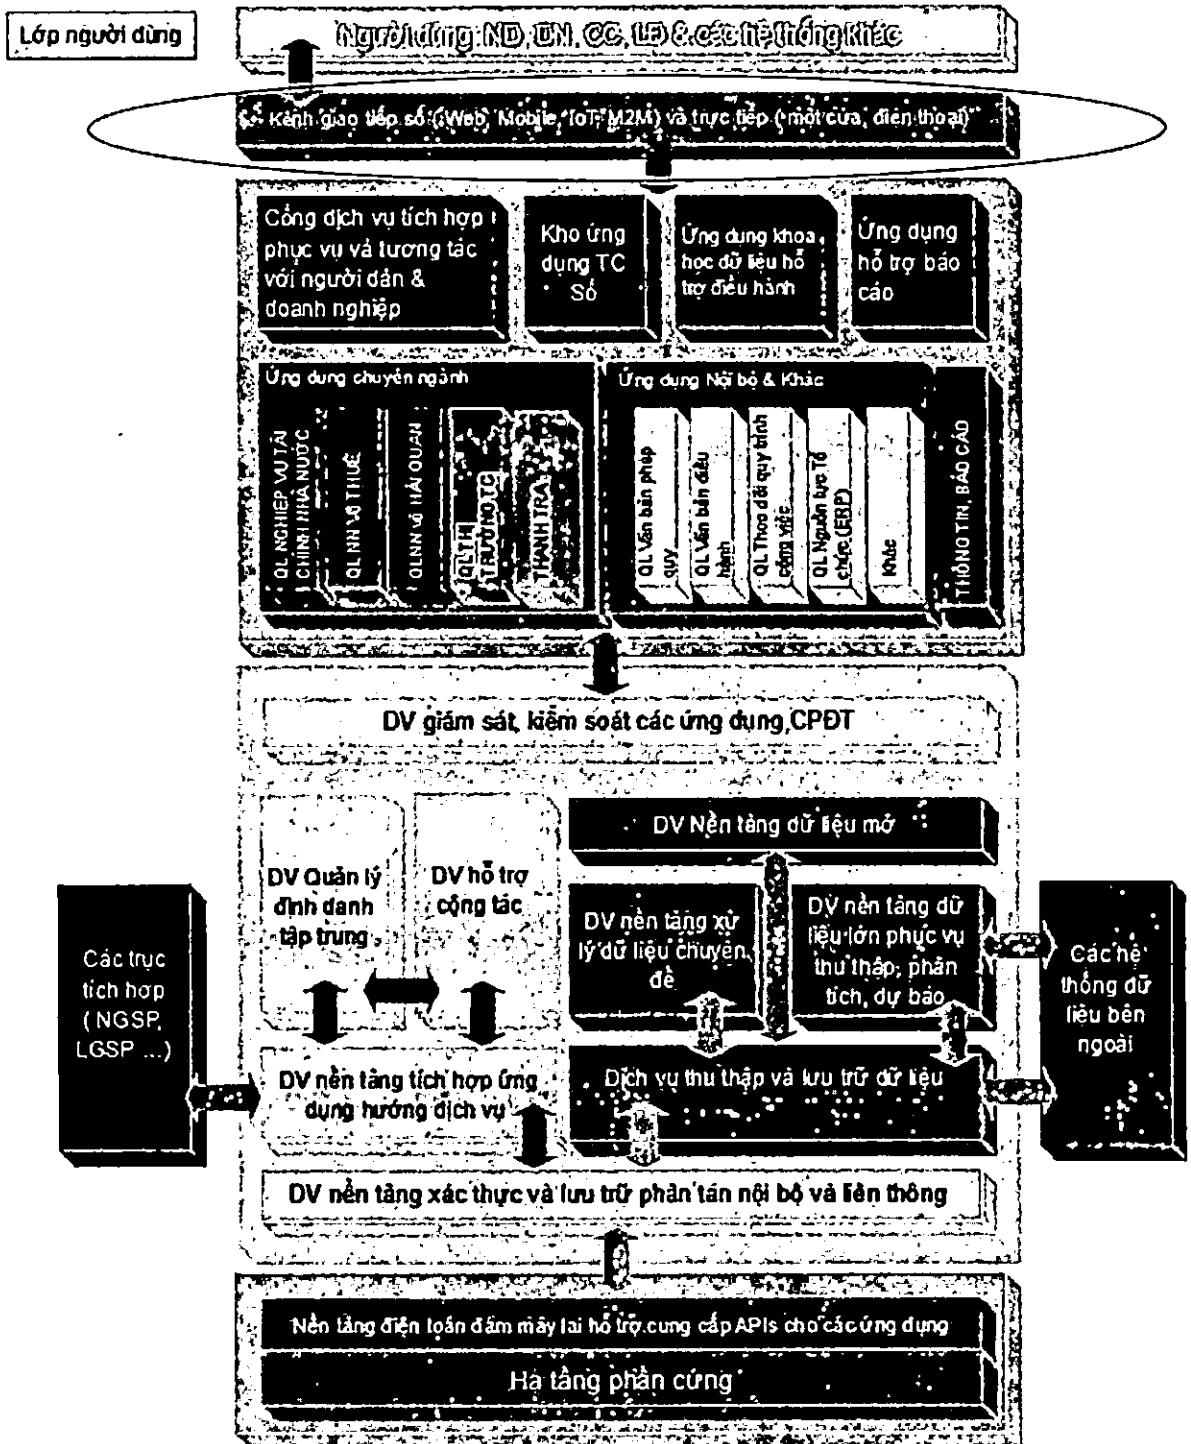 Lớp người dùng
Người dùng: ND, DN, CC, LĐ & các hệ thống khác
Kênh giao tiếp số (Web, Mobile, IoT, M2M) và trực tiếp (một cửa, điện thoại)
Cổng dịch vụ tích hợp
phục vụ và tương tác
với người dân &
doanh nghiệp
Kho ứng
dụng TC
Số
Ứng dụng khoa
học dữ liệu hỗ
trợ điều hành
Ứng dụng
hỗ trợ báo
cáo
Ứng dụng chuyên ngành
QL NGHIỆP VỤ TÀI
CHÍNH NHÀ NƯỚC
QL NN VỀ THUẾ
QLNN VỀ HẢI QUAN
QL THỊ
TRƯỜNG TC
THANH TRA
Ứng dụng Nội bộ & Khác
QL Văn bản pháp
quy
QL Văn bản điều
hành
QL Theo dõi quy trình
công việc
QL Nguồn lực Tổ
chức (ERP)
Khác
THÔNG TIN, BÁO CÁO
DV giám sát, kiểm soát các ứng dụng CPĐT
DV Quản lý
định danh
tập trung
DV hỗ trợ
cộng tác
DV Nền tảng dữ liệu mở
DV nền tảng xử
lý dữ liệu chuyên
đề
DV nền tảng dữ
liệu lớn phục vụ
thu thập, phân
tích, dự báo
Các trục
tích hợp
( NGSP,
LGSP ...)
Các hệ
thống dữ
liệu bên
ngoài
DV nền tảng tích hợp ứng
dụng hướng dịch vụ
Dịch vụ thu thập và lưu trữ dữ liệu
DV nền tảng xác thực và lưu trữ phân tán nội bộ và liên thông
Nền tảng điện toán đám mây lai hỗ trợ cung cấp APIs cho các ứng dụng
Hạ tầng phần cứng